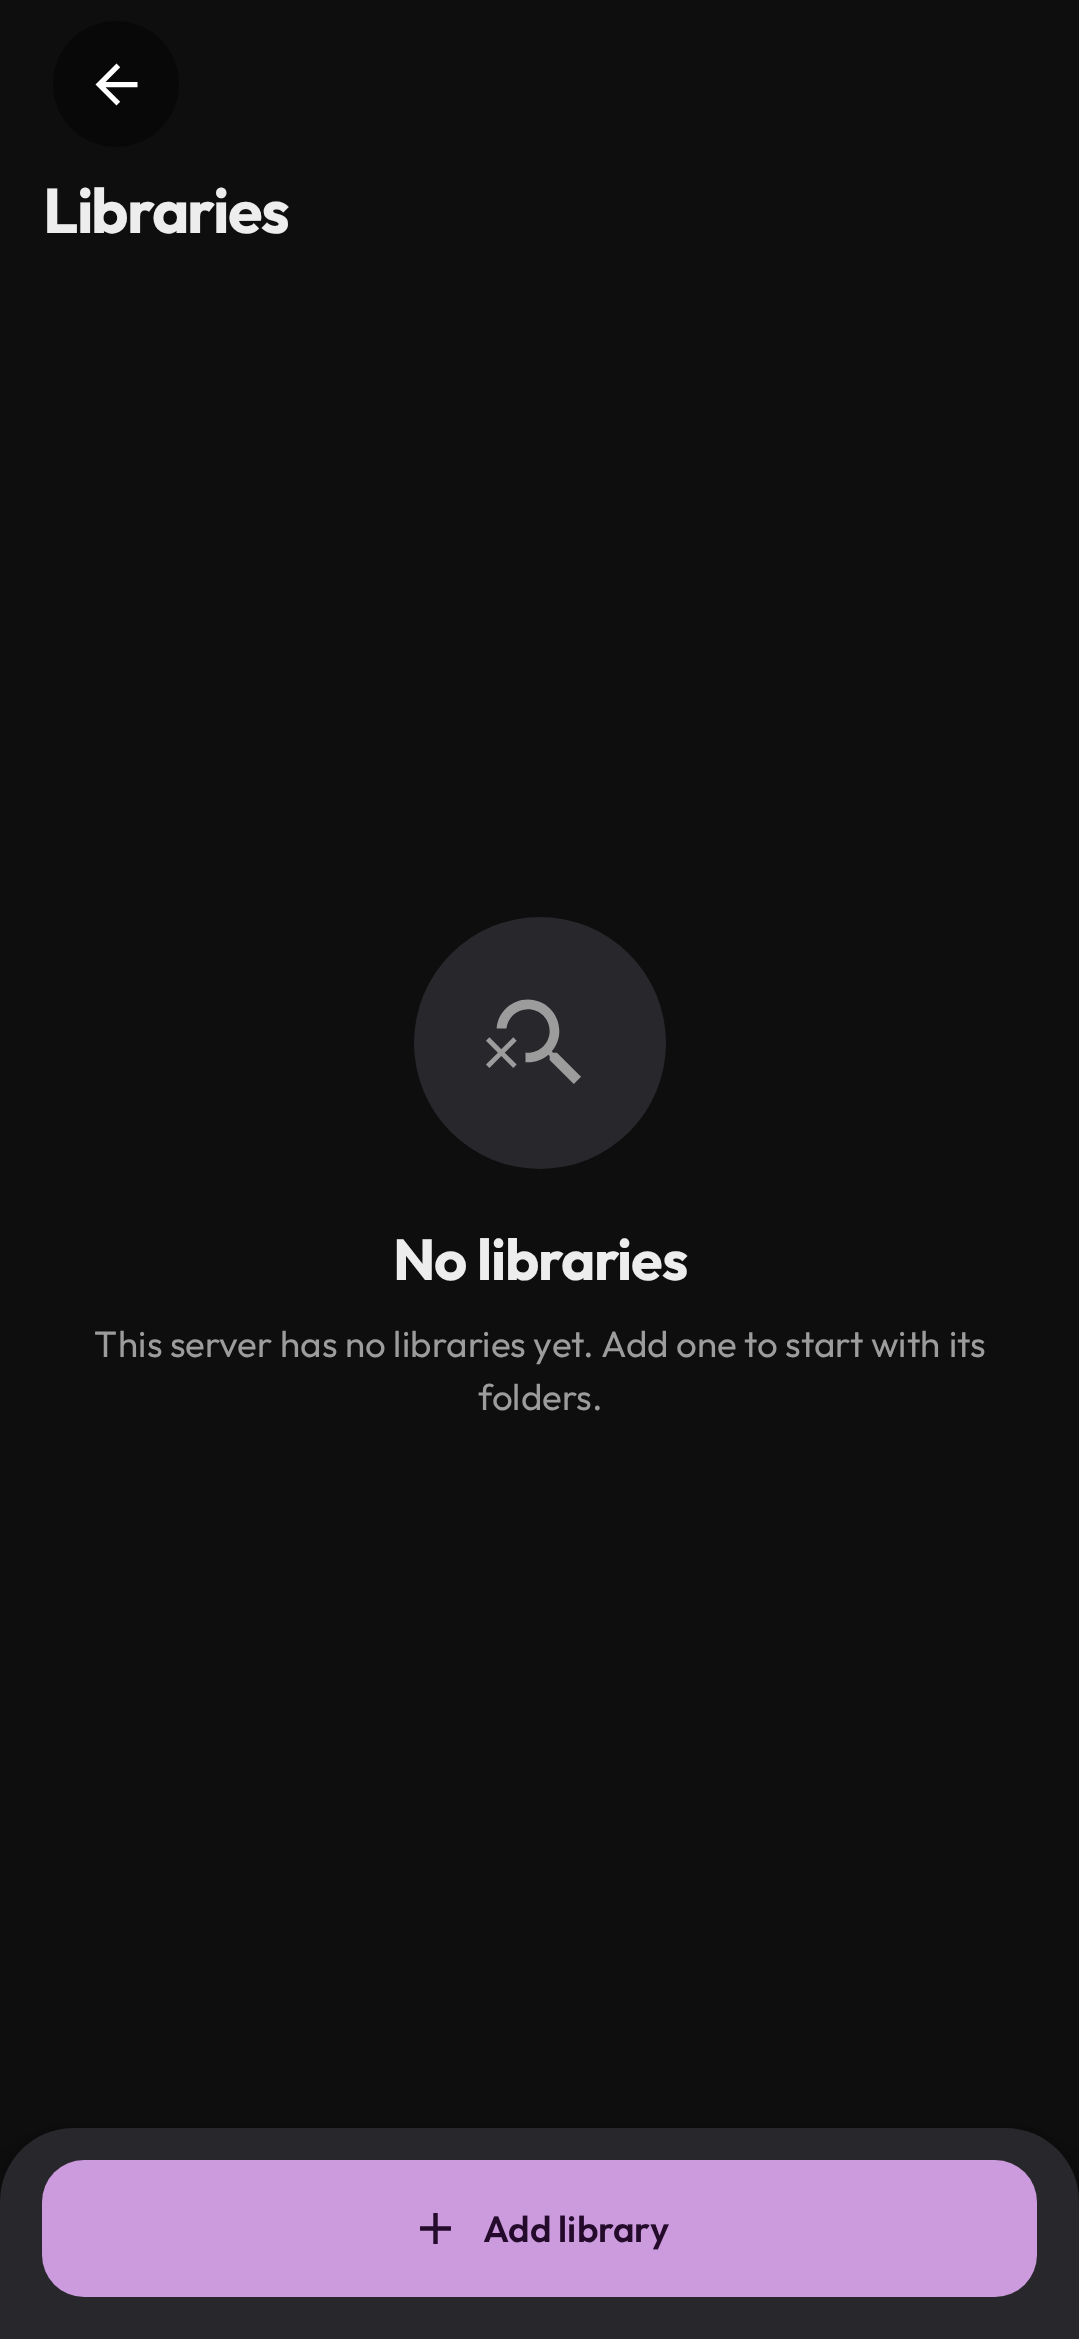 Libraries
No libraries
This server has no libraries yet. Add one to start with its
folders.
Add library